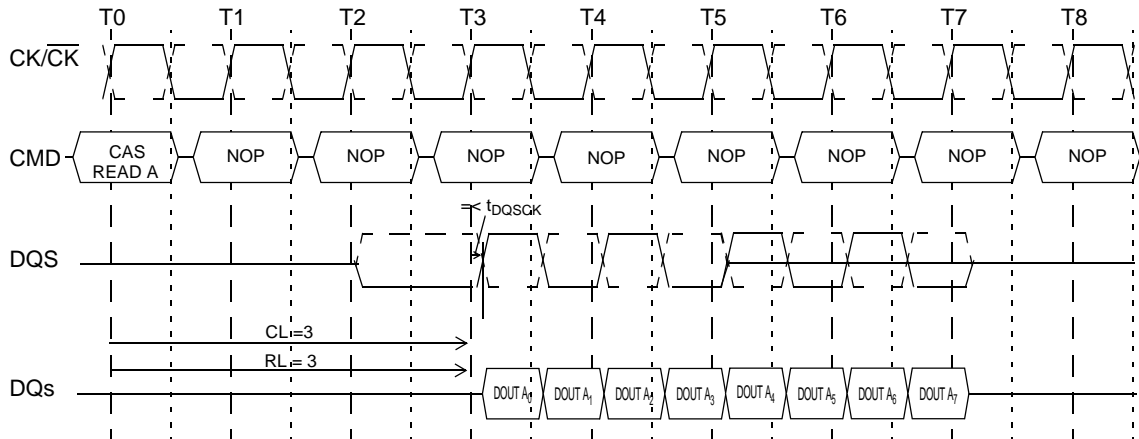 T0 T1 T2 T3 T4 T5 T6 T7 T8
CK/CK
CMD CAS READ A NOP NOP NOP NOP NOP NOP NOP NOP
=< tDQSCK
DQS
CL =3
RL = 3
DQs DOUT A0 DOUT A1 DOUT A2 DOUT A3 DOUT A4 DOUT A5 DOUT A6 DOUT A7